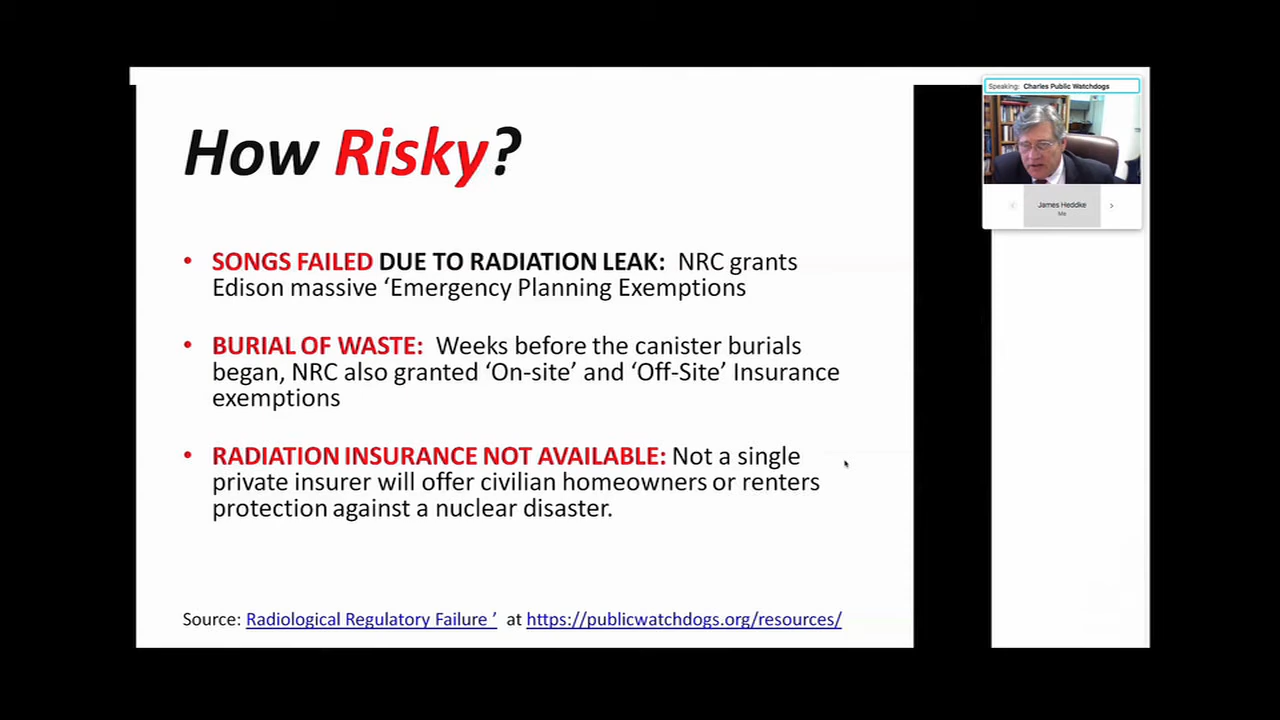 How Risky?
• SONGS FAILED DUE TO RADIATION LEAK: NRC grants
Edison massive ‘Emergency Planning Exemptions
• BURIAL OF WASTE: Weeks before the canister burials
began, NRC also granted ‘On-site’ and ‘Off-Site’ Insurance
exemptions
• RADIATION INSURANCE NOT AVAILABLE: Not a single
private insurer will offer civilian homeowners or renters
protection against a nuclear disaster.
Source: Radiological Regulatory Failure ’ at https://publicwatchdogs.org/resources/
Speaking: Charles Public Watchdogs
James Heddke
Me